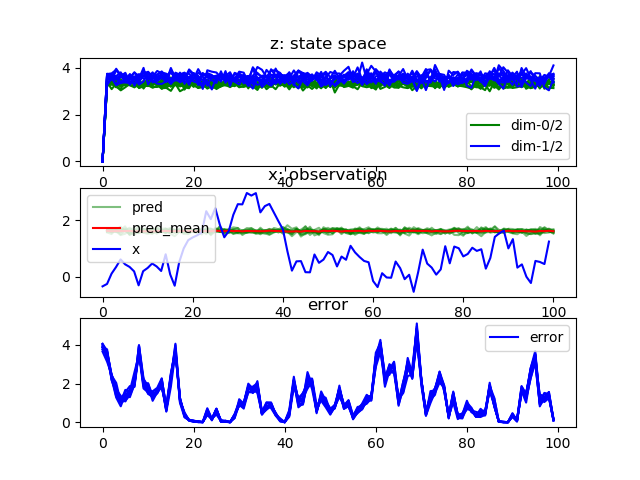 z: state space
4
2
0
dim-0/2
dim-1/2
0 20 40 60 80 100
x: observation
2
0
pred
pred_mean
x
0 20 40 60 80 100
error
4
2
0
error
0 20 40 60 80 100